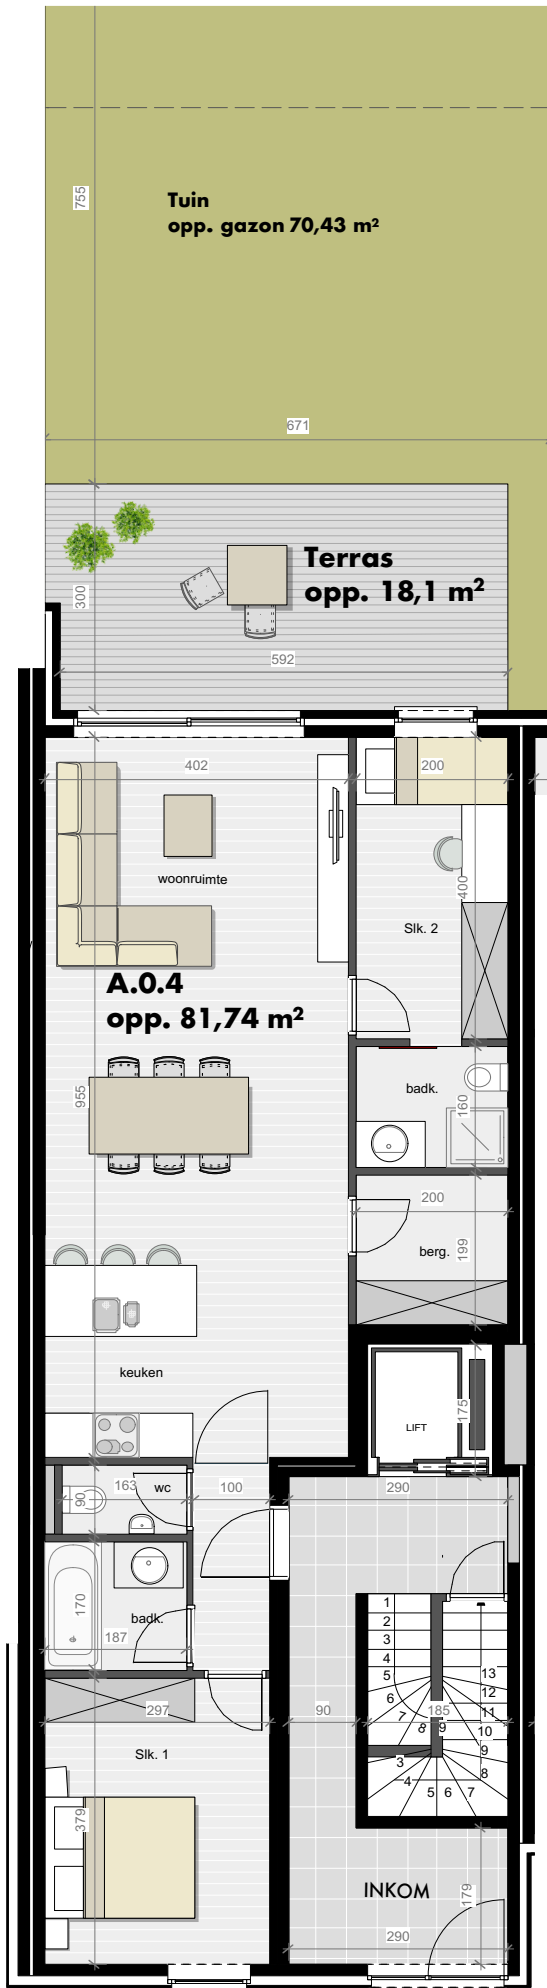 755
Tuin
opp. gazon 70,43 m²
671
Terras
opp. 18,1 m²
300
592
402
200
woonruimte
400
Slk. 2
A.0.4
opp. 81,74 m²
955
badk.
160
200
berg.
199
keuken
LIFT
175
90
163
wc
100
290
170
badk.
187
1
2
3
4
5
6
7
8
9
10
11
12
13
297
90
185
3
4
5
6
7
8
9
Slk. 1
379
INKOM
179
290